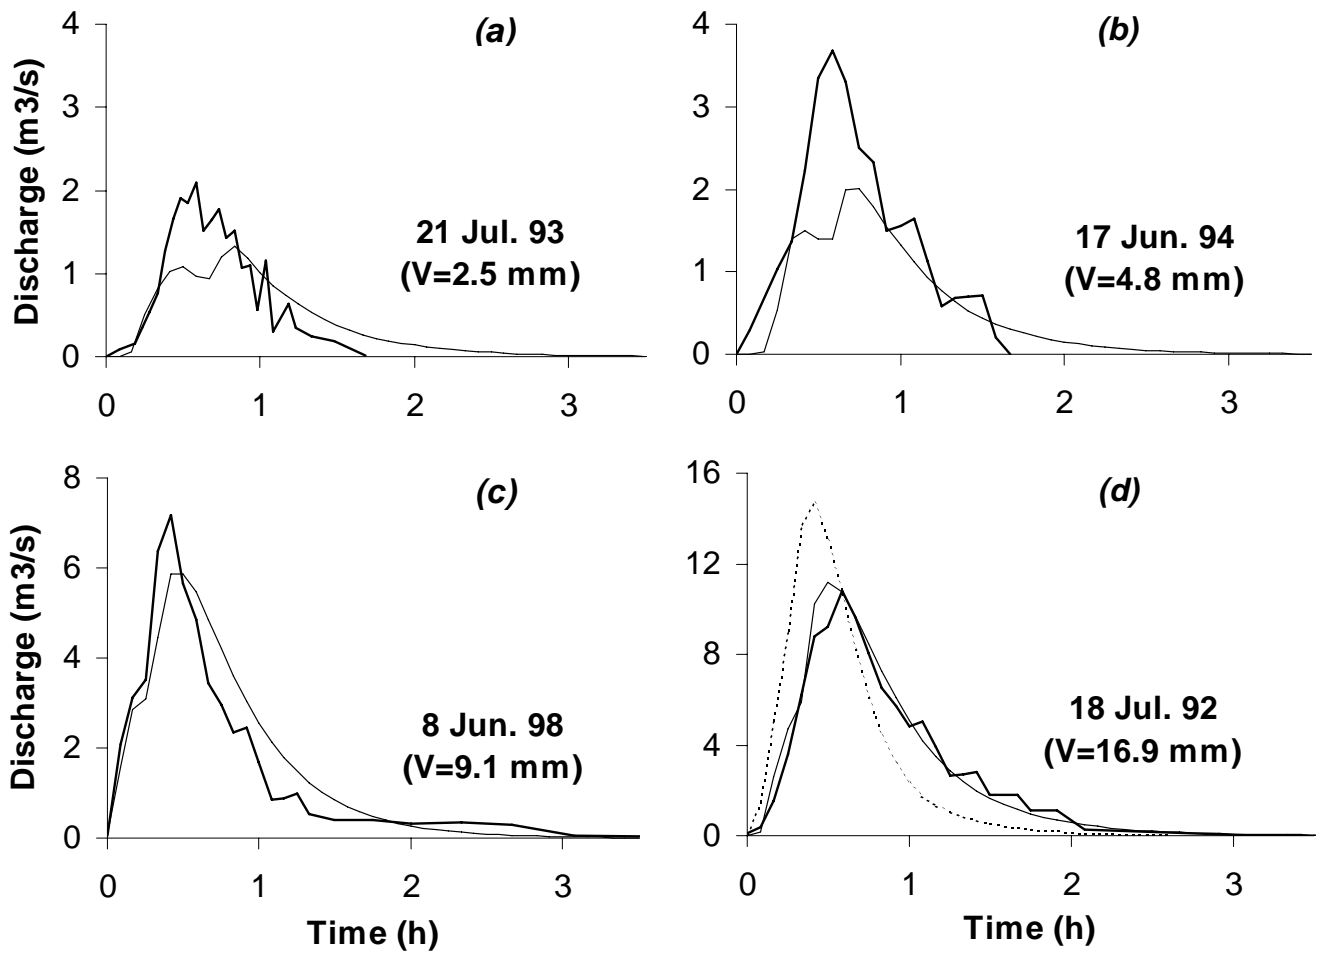 (a)
Discharge (m3/s)
4
3
2
1
0
21 Jul. 93
(V=2.5 mm)
0 1 2 3
(b)
4
3
2
1
0
17 Jun. 94
(V=4.8 mm)
0 1 2 3
(c)
Discharge (m3/s)
8
6
4
2
0
8 Jun. 98
(V=9.1 mm)
0 1 2 3
Time (h)
(d)
16
12
8
4
0
18 Jul. 92
(V=16.9 mm)
0 1 2 3
Time (h)